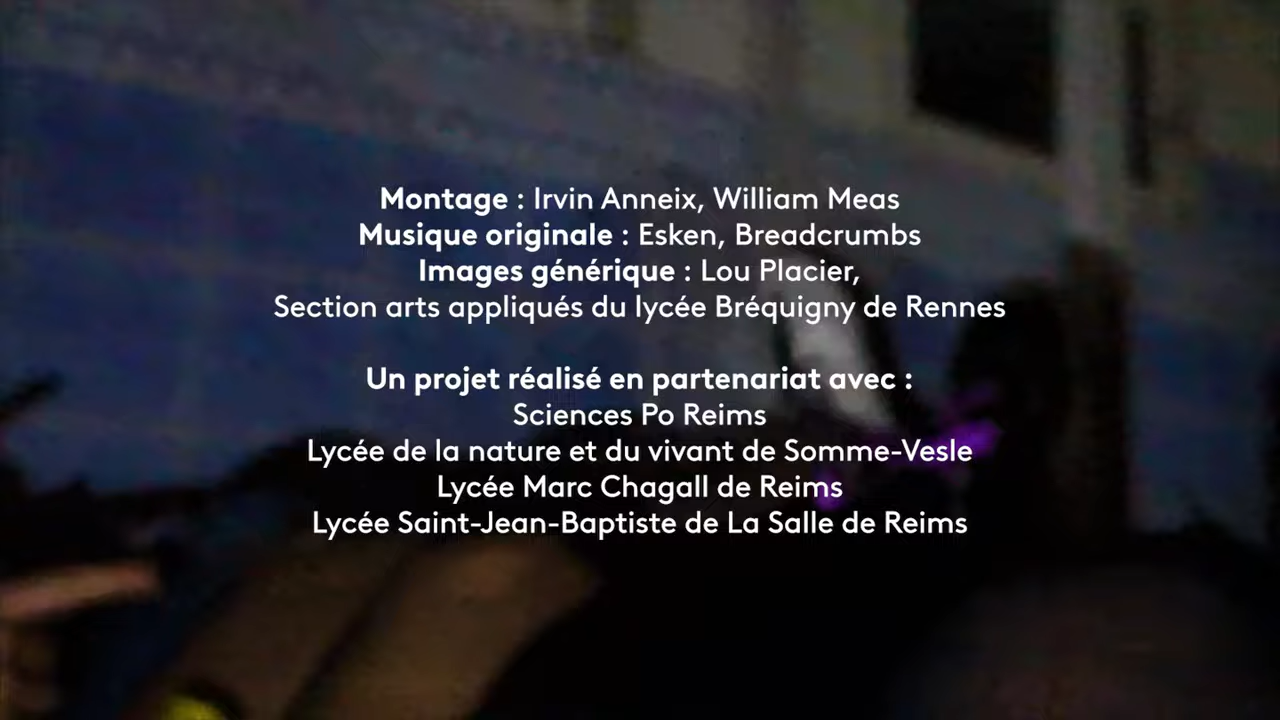 Montage : Irvin Anneix, William Meas
Musique originale : Esken, Breadcrumbs
Images générique : Lou Placier,
Section arts appliqués du lycée Bréquigny de Rennes
Un projet réalisé en partenariat avec :
Sciences Po Reims
Lycée de la nature et du vivant de Somme-Vesle
Lycée Marc Chagall de Reims
Lycée Saint-Jean-Baptiste de La Salle de Reims